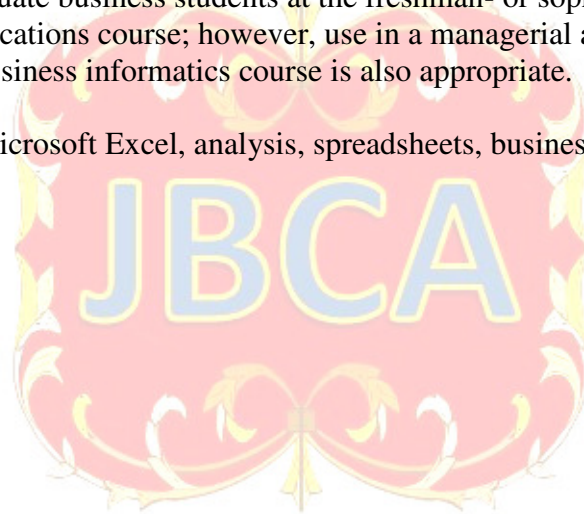 uate business students at the freshman- or soph
cations course; however, use in a managerial a
siness informatics course is also appropriate.
icrosoft Excel, analysis, spreadsheets, busines
JBCA